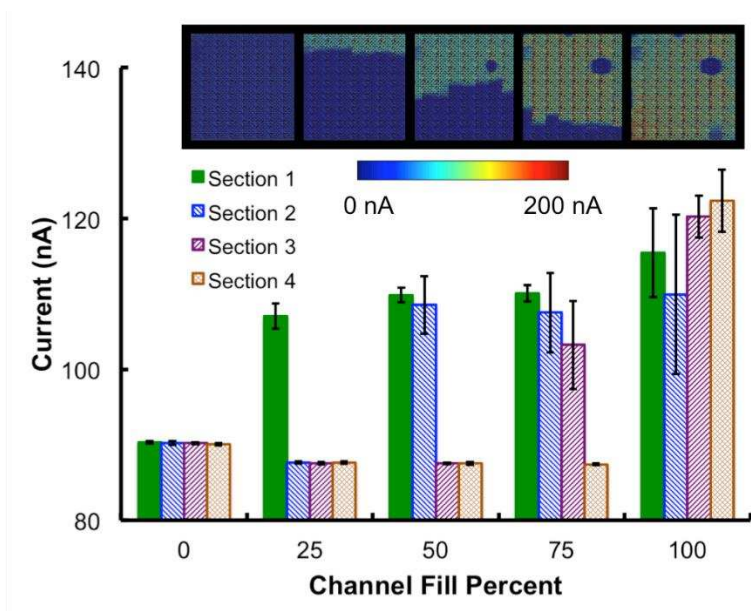 140
120
100
80
Current (nA)
0 nA
200 nA
Section 1
Section 2
Section 3
Section 4
0
25
50
75
100
Channel Fill Percent